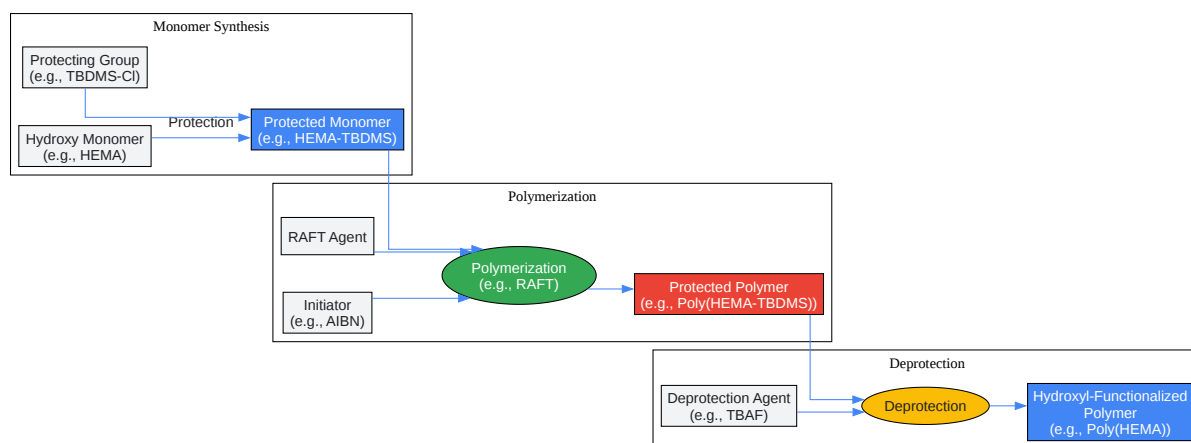 Monomer Synthesis
Protecting Group
(e.g., TBDMS-Cl)
Protection
Hydroxy Monomer
(e.g., HEMA)
Protected Monomer
(e.g., HEMA-TBDMS)
Polymerization
RAFT Agent
Initiator
(e.g., AIBN)
Polymerization
(e.g., RAFT)
Protected Polymer
(e.g., Poly(HEMA-TBDMS))
Deprotection
Deprotection Agent
(e.g., TBAF)
Deprotection
Hydroxyl-Functionalized
Polymer
(e.g., Poly(HEMA))